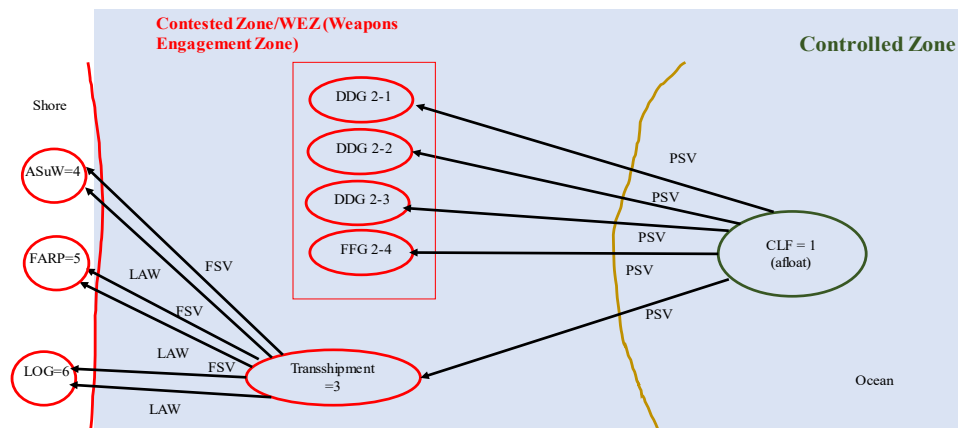 Contested Zone/WEZ (Weapons
Engagement Zone)
Controlled Zone
Shore
DDG 2-1
DDG 2-2
DDG 2-3
FFG 2-4
PSV
PSV
PSV
PSV
PSV
ASuW=4
FARP=5
LOG=6
CLF = 1
(afloat)
FSV
LAW
FSV
LAW
FSV
LAW
Transshipment
=3
Ocean